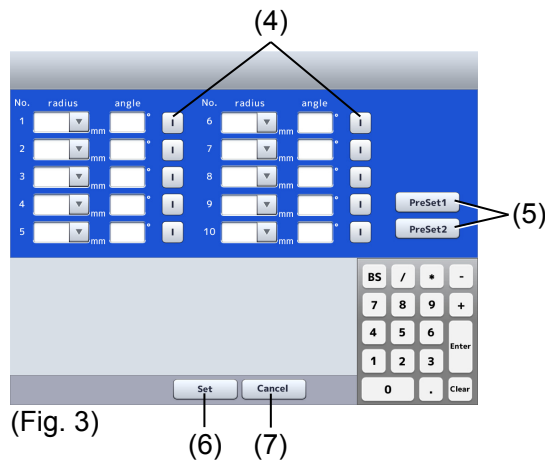 (4)
No. radius angle No. radius angle
1 mm ° I 6 mm ° I
2 mm ° I 7 mm ° I
3 mm ° I 8 mm ° I
4 mm ° I 9 mm ° I PreSet1
5 mm ° I 10 mm ° I PreSet2
(5)
BS / * -
7 8 9 +
4 5 6
Enter
1 2 3
0 . Clear
Set Cancel
(Fig. 3)
(6) (7)